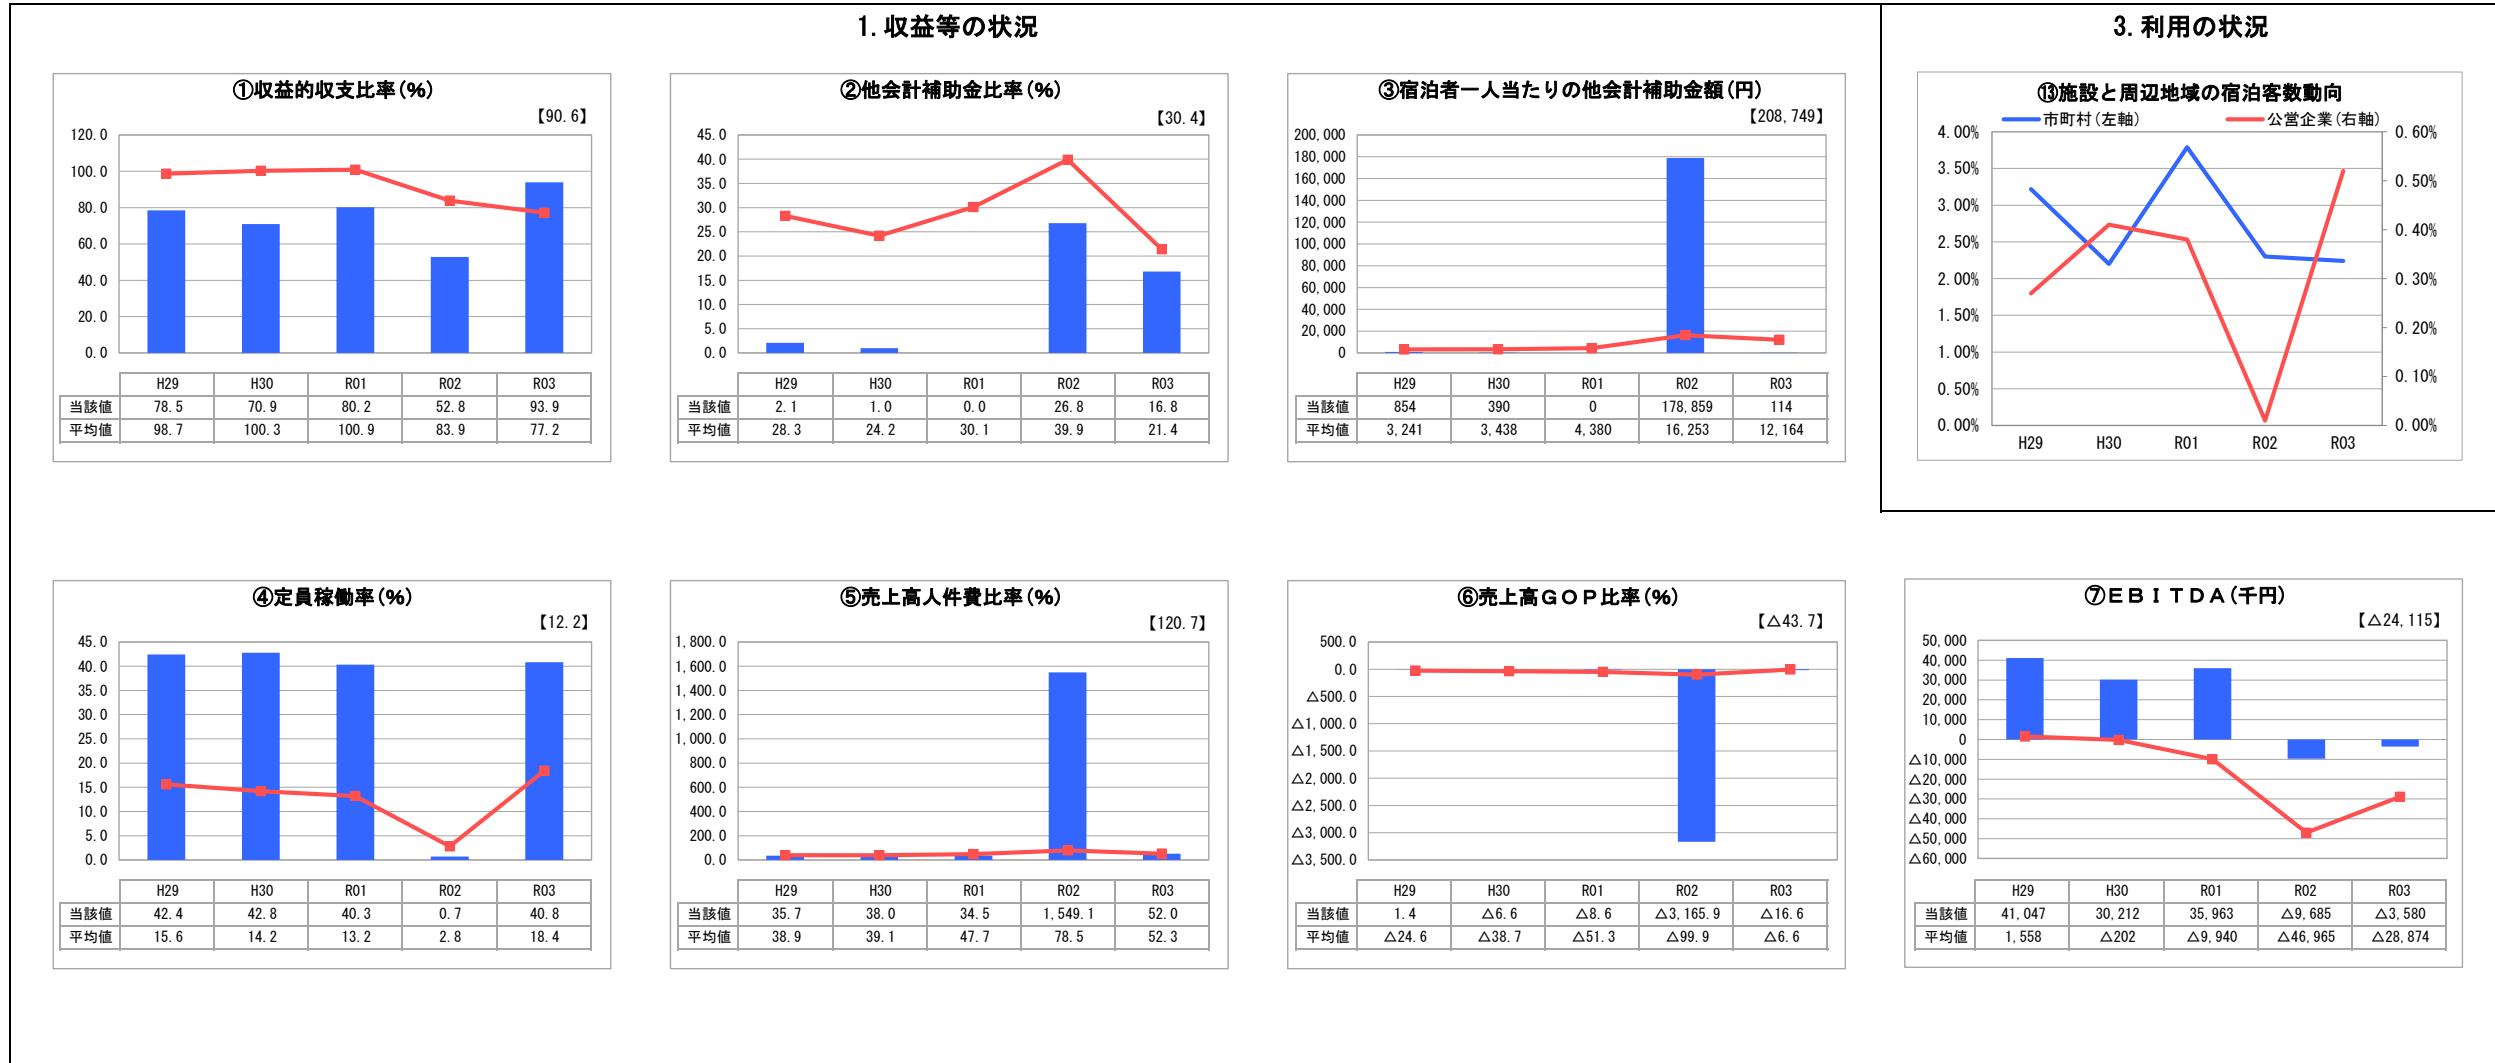 1. 収益等の状況
3. 利用の状況
①収益的収支比率(%)
【90.6】
120.0
100.0
80.0
60.0
40.0
20.0
0.0
H29 H30 R01 R02 R03
当該値 78.5 70.9 80.2 52.8 93.9
平均値 98.7 100.3 100.9 83.9 77.2
②他会計補助金比率(%)
【30.4】
45.0
40.0
35.0
30.0
25.0
20.0
15.0
10.0
5.0
0.0
H29 H30 R01 R02 R03
当該値 2.1 1.0 0.0 26.8 16.8
平均値 28.3 24.2 30.1 39.9 21.4
③宿泊者一人当たりの他会計補助金額(円)
【208,749】
200,000
180,000
160,000
140,000
120,000
100,000
80,000
60,000
40,000
20,000
0
H29 H30 R01 R02 R03
当該値 854 390 0 178,859 114
平均値 3,241 3,438 4,380 16,253 12,164
⑬施設と周辺地域の宿泊客数動向
市町村(左軸) 公営企業(右軸)
4.00% 0.60%
3.50% 0.50%
3.00% 0.40%
2.50% 0.30%
2.00% 0.20%
1.50% 0.10%
1.00% 0.00%
0.50%
0.00%
H29 H30 R01 R02 R03
④定員稼働率(%)
【12.2】
45.0
40.0
35.0
30.0
25.0
20.0
15.0
10.0
5.0
0.0
H29 H30 R01 R02 R03
当該値 42.4 42.8 40.3 0.7 40.8
平均値 15.6 14.2 13.2 2.8 18.4
⑤売上高人件費比率(%)
【120.7】
1,800.0
1,600.0
1,400.0
1,200.0
1,000.0
800.0
600.0
400.0
200.0
0.0
H29 H30 R01 R02 R03
当該値 35.7 38.0 34.5 1,549.1 52.0
平均値 38.9 39.1 47.7 78.5 52.3
⑥売上高GOP比率(%)
【△43.7】
500.0
0.0
△500.0
△1,000.0
△1,500.0
△2,000.0
△2,500.0
△3,000.0
△3,500.0
H29 H30 R01 R02 R03
当該値 1.4 △6.6 △8.6 △3,165.9 △16.6
平均値 △24.6 △38.7 △51.3 △99.9 △6.6
⑦EBITDA(千円)
【△24,115】
50,000
40,000
30,000
20,000
10,000
0
△10,000
△20,000
△30,000
△40,000
△50,000
△60,000
H29 H30 R01 R02 R03
当該値 41,047 30,212 35,963 △9,685 △3,580
平均値 1,558 △202 △9,940 △46,965 △28,874